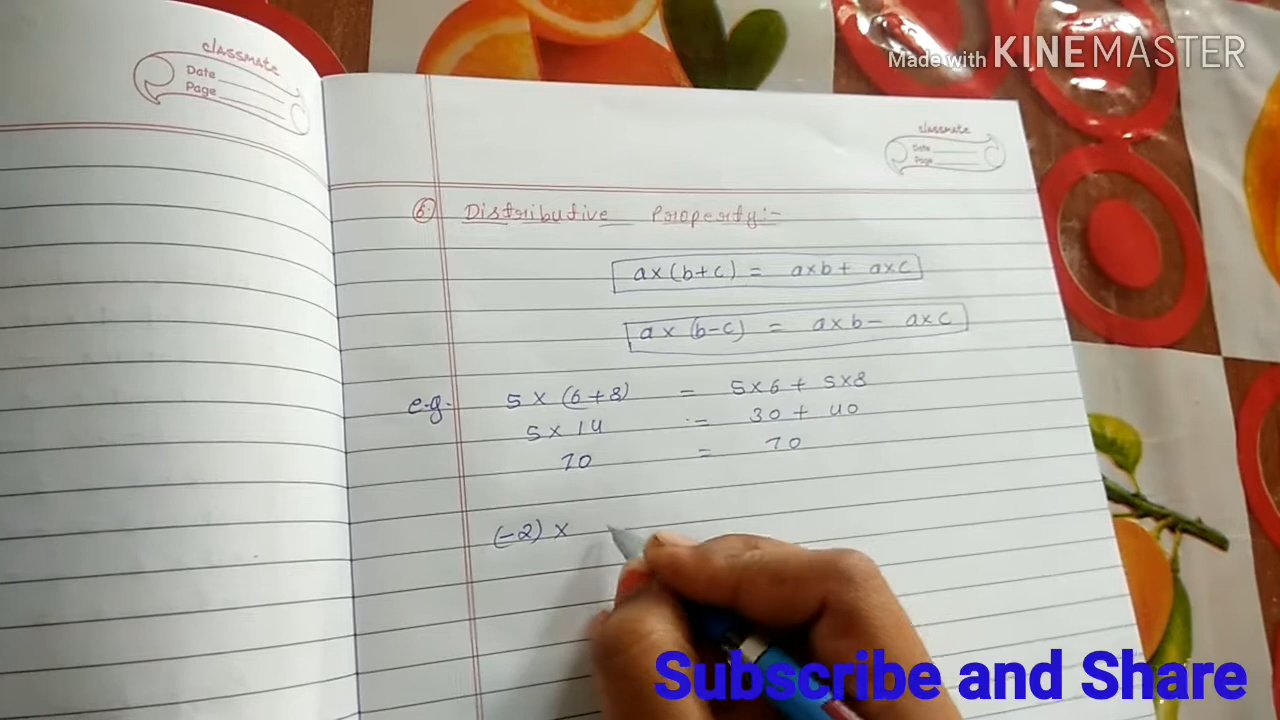 Made with KINEMASTER
classmate
Date
Page
classmate
Date
Page
6. Distributive Property:-
a×(b+c) = a×b + a×c
a×(b-c) = a×b - a×c
e.g. 5×(6+8) = 5×6 + 5×8
5×14 = 30 + 40
70 = 70
(-2)×
Subscribe and Share